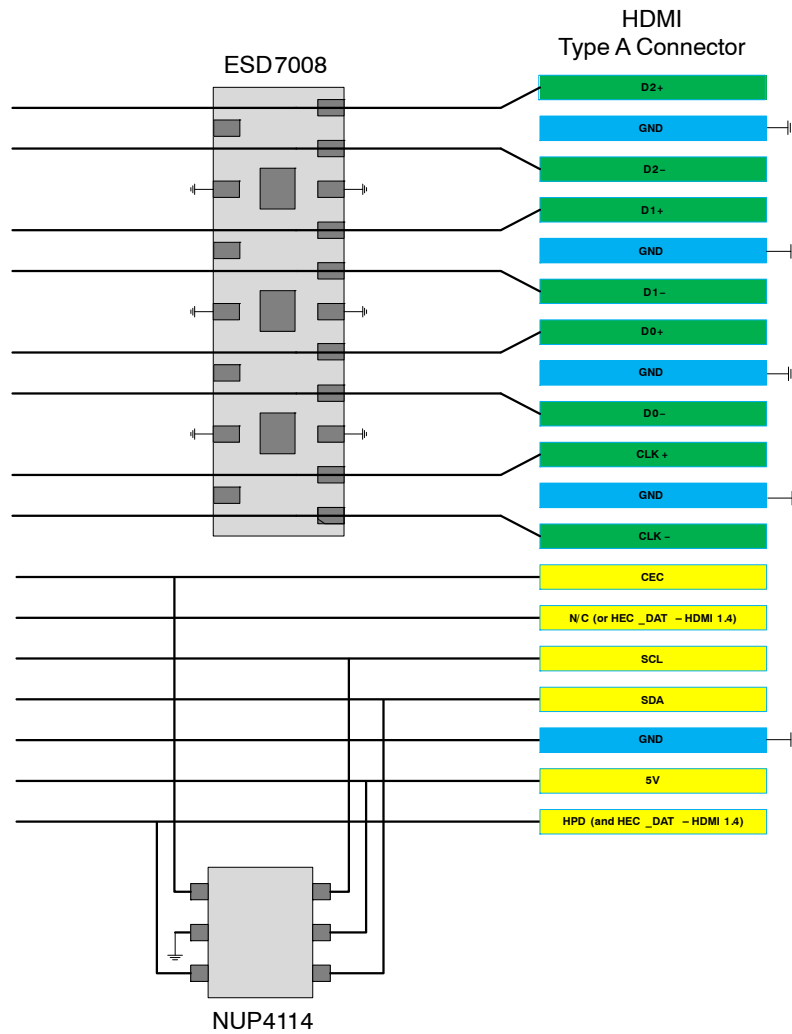 HDMI
Type A Connector
ESD7008
D2+
GND
D2−
D1+
GND
D1−
D0+
GND
D0−
CLK +
GND
CLK −
CEC
N/C (or HEC _DAT – HDMI 1.4)
SCL
SDA
GND
5V
HPD (and HEC _DAT – HDMI 1.4)
NUP4114